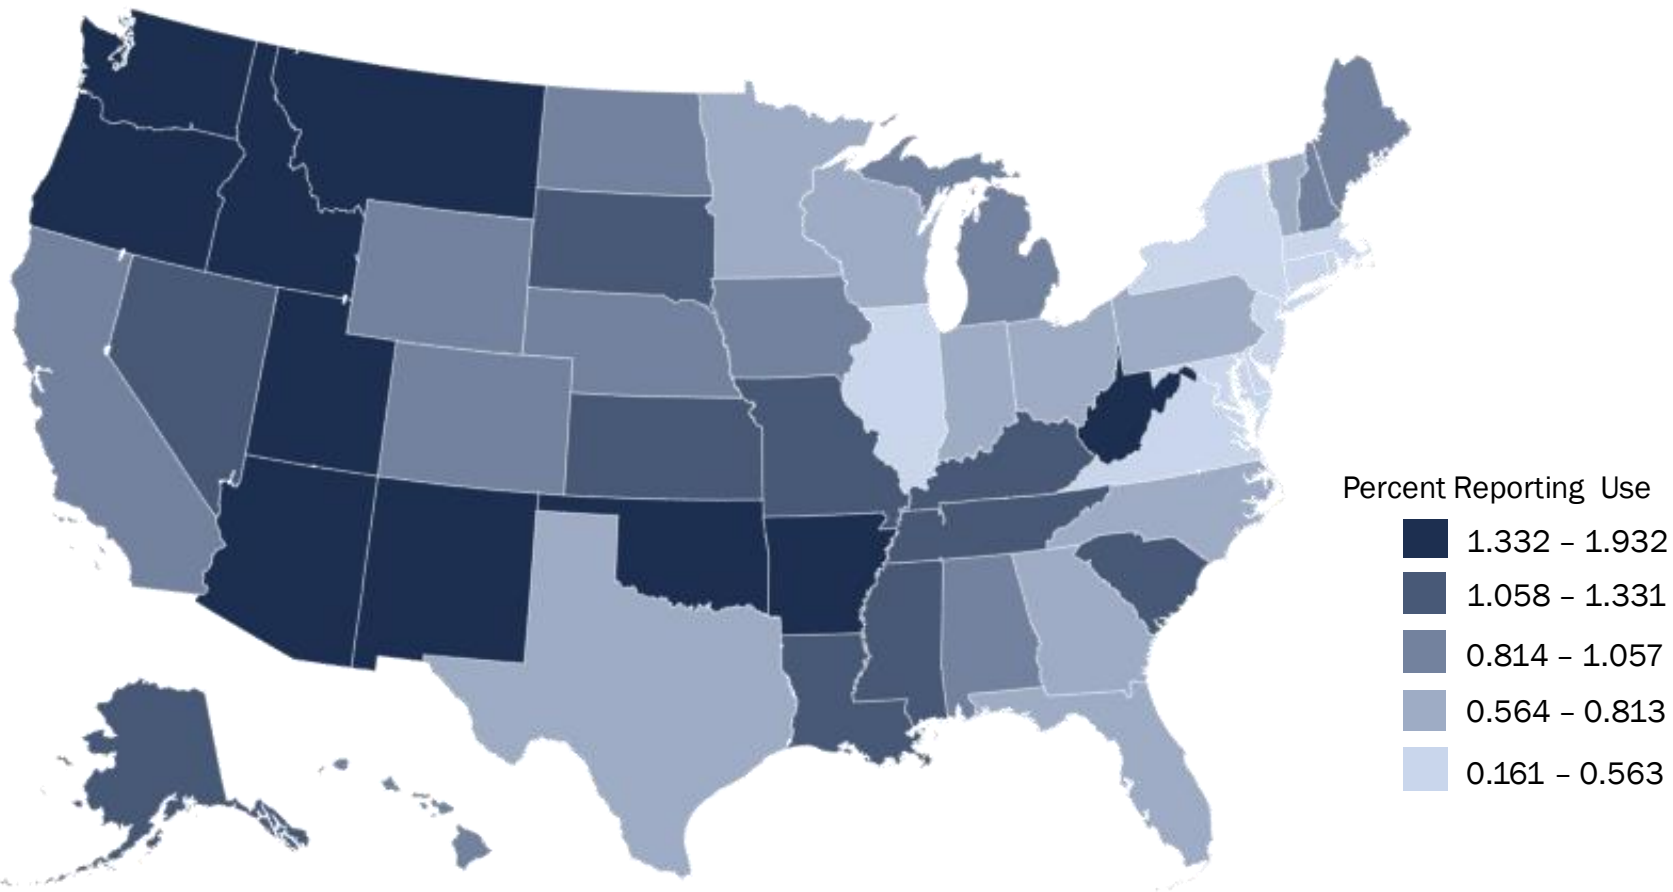 Percent Reporting Use
1.332 – 1.932
1.058 – 1.331
0.814 – 1.057
0.564 – 0.813
0.161 – 0.563